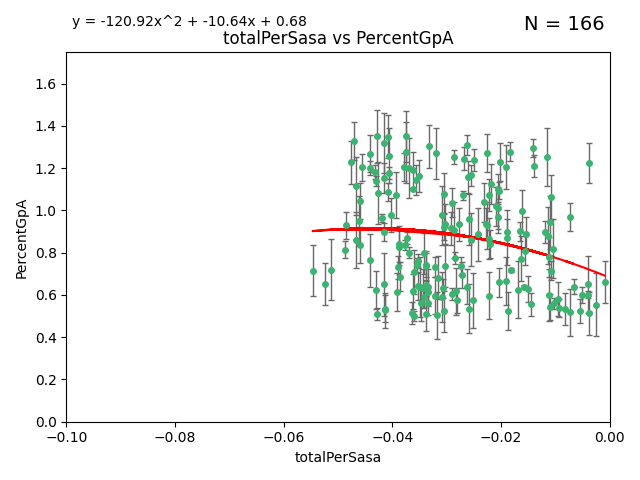 y = -120.92x^2 + -10.64x + 0.68
N = 166
totalPerSasa vs PercentGpA
PercentGpA
1.6
1.4
1.2
1.0
0.8
0.6
0.4
0.2
0.0
−0.10 −0.08 −0.06 −0.04 −0.02 0.00
totalPerSasa